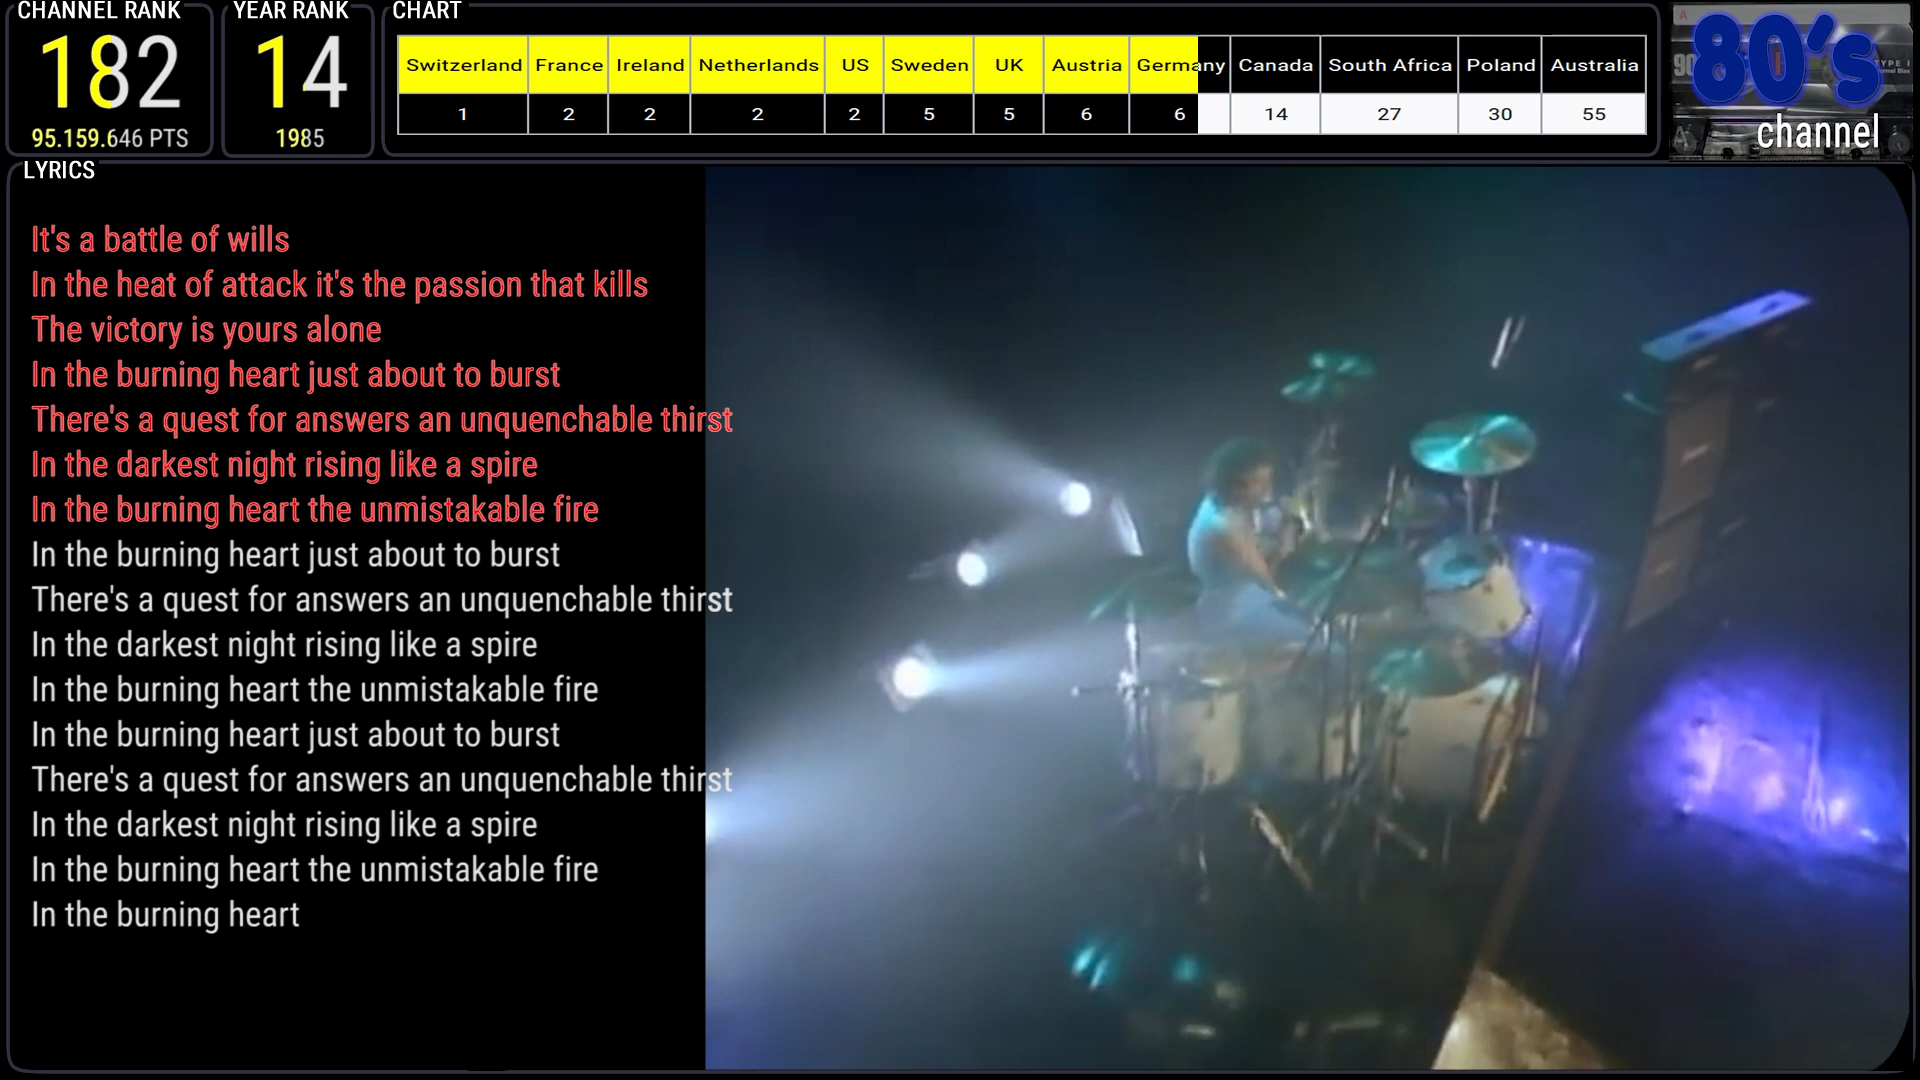 CHANNEL RANK
182
95.159.646 PTS
YEAR RANK
14
1985
CHART
Switzerland France Ireland Netherlands US Sweden UK Austria Germany Canada South Africa Poland Australia
1 2 2 2 2 5 5 6 6 14 27 30 55
A
90
TYPE I
80's
channel
LYRICS
It's a battle of wills
In the heat of attack it's the passion that kills
The victory is yours alone
In the burning heart just about to burst
There's a quest for answers an unquenchable thirst
In the darkest night rising like a spire
In the burning heart the unmistakable fire
In the burning heart just about to burst
There's a quest for answers an unquenchable thirst
In the darkest night rising like a spire
In the burning heart the unmistakable fire
In the burning heart just about to burst
There's a quest for answers an unquenchable thirst
In the darkest night rising like a spire
In the burning heart the unmistakable fire
In the burning heart